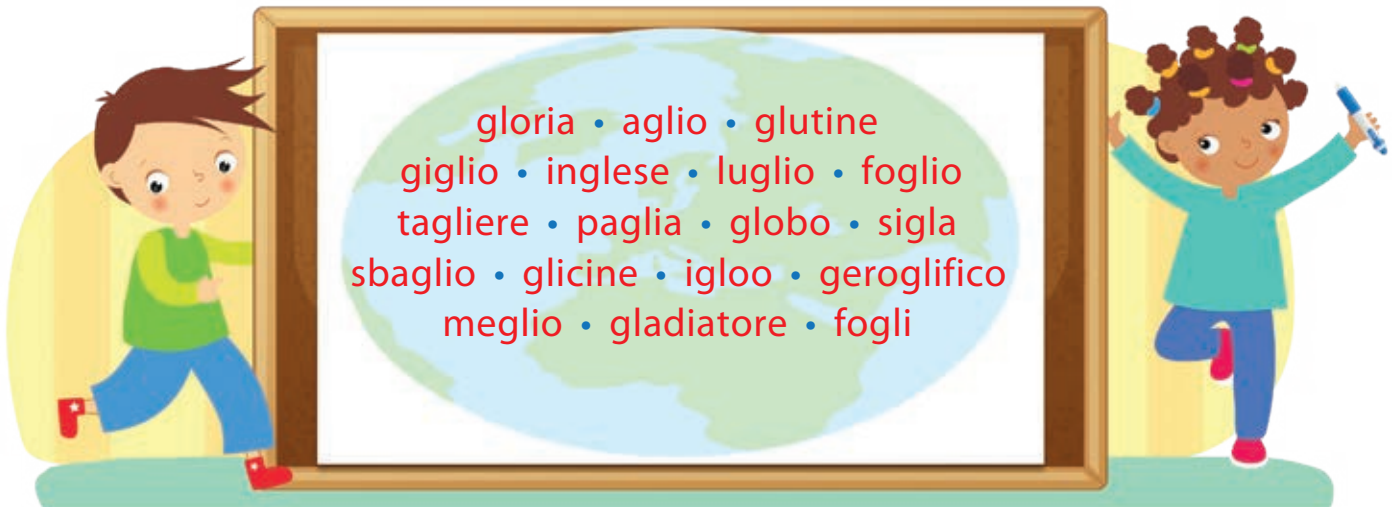 gloria • aglio • glutine
giglio • inglese • luglio • foglio
tagliere • paglia • globo • sigla
sbaglio • glicine • igloo • geroglifico
meglio • gladiatore • fogli